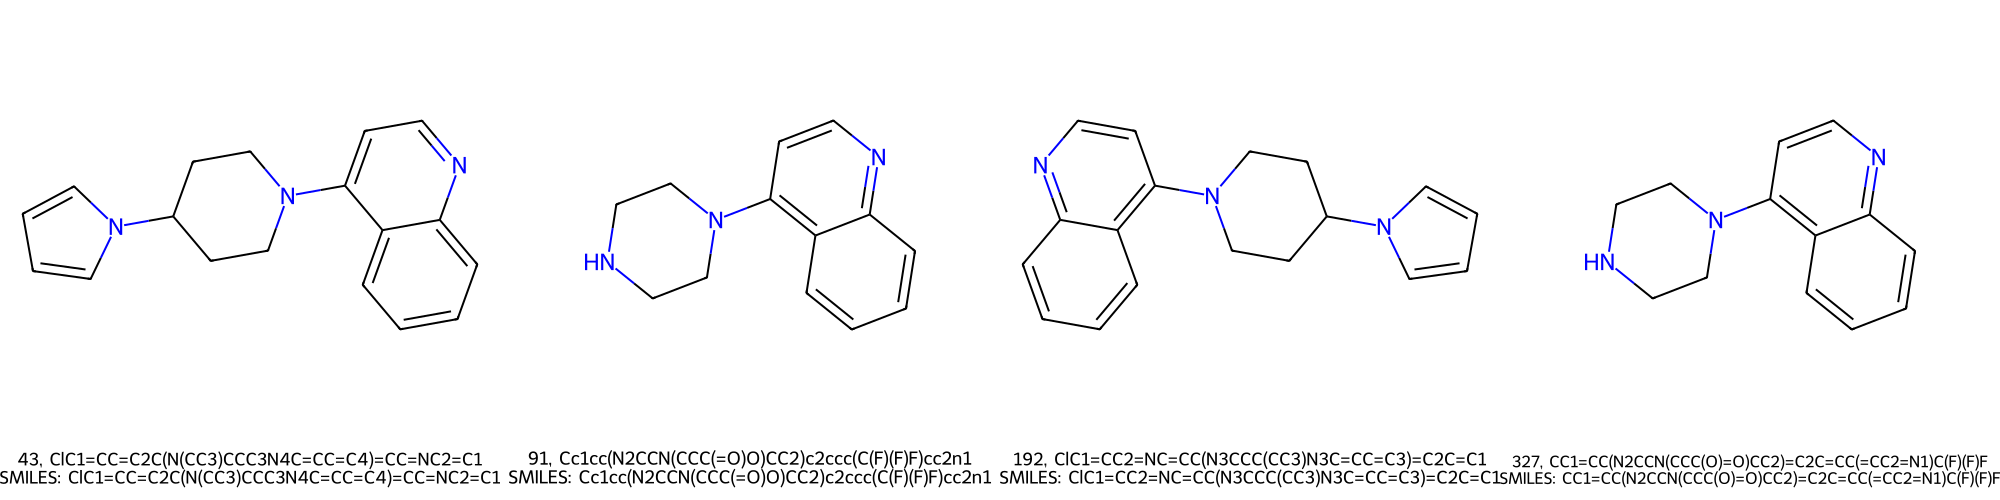 N
N
N
HN
N
N
N
N
N
HN
N
N
43, ClC1=CC=C2C(N(CC3)CCC3N4C=CC=C4)=CC=NC2=C1
SMILES: ClC1=CC=C2C(N(CC3)CCC3N4C=CC=C4)=CC=NC2=C1
91, Cc1cc(N2CCN(CCC(=O)O)CC2)c2ccc(C(F)(F)F)cc2n1
SMILES: Cc1cc(N2CCN(CCC(=O)O)CC2)c2ccc(C(F)(F)F)cc2n1
192, ClC1=CC2=NC=CC(N3CCC(CC3)N3C=CC=C3)=C2C=C1
SMILES: ClC1=CC2=NC=CC(N3CCC(CC3)N3C=CC=C3)=C2C=C1
327, CC1=CC(N2CCN(CCC(O)=O)CC2)=C2C=CC(=CC2=N1)C(F)(F)F
SMILES: CC1=CC(N2CCN(CCC(O)=O)CC2)=C2C=CC(=CC2=N1)C(F)(F)F